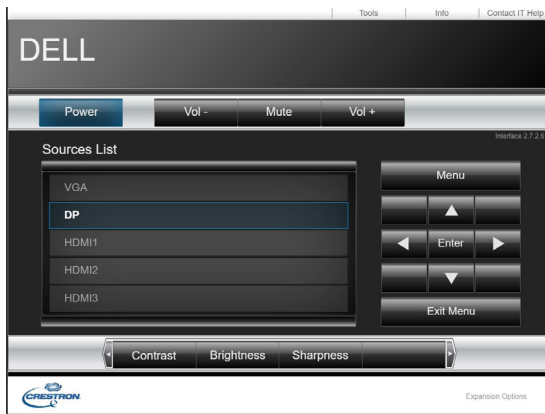 Tools Info Contact IT Help
DELL
Power Vol - Mute Vol +
Interface 2.7.2.6
Sources List
VGA
DP
HDMI1
HDMI2
HDMI3
Menu
Enter
Exit Menu
Contrast Brightness Sharpness
CRESTRON
Expansion Options